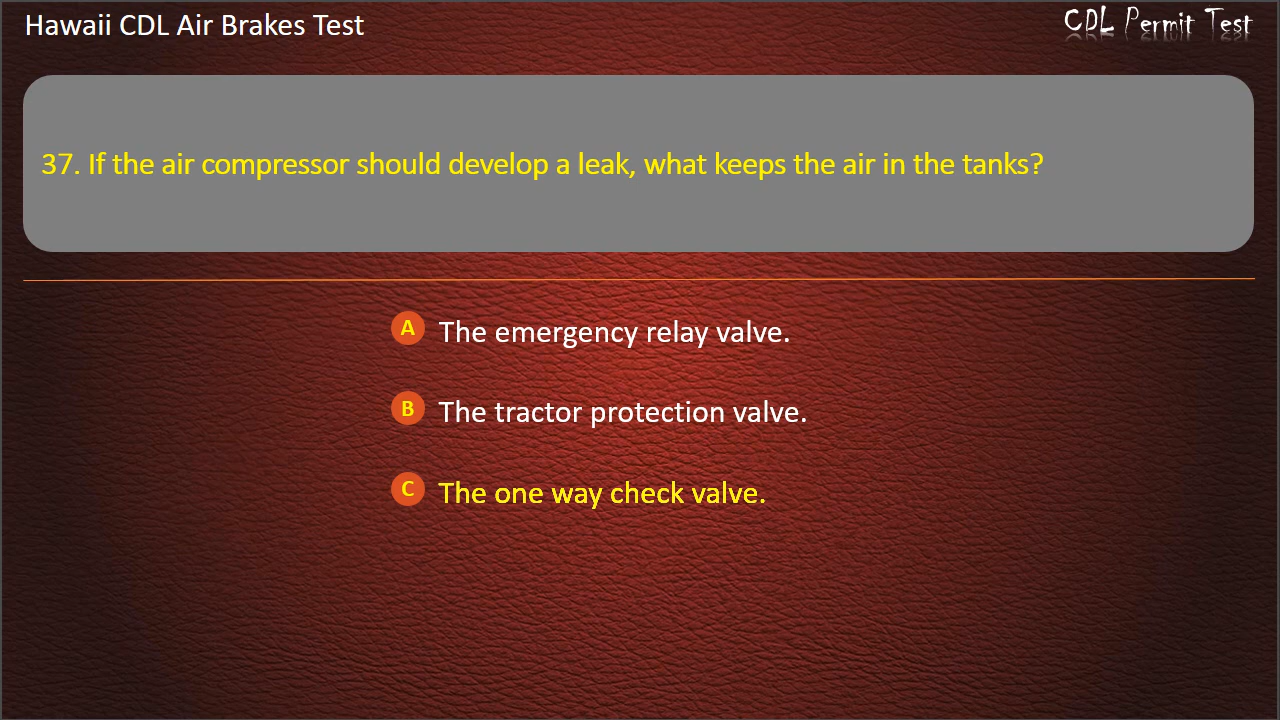 Hawaii CDL Air Brakes Test
CDL Permit Test
37. If the air compressor should develop a leak, what keeps the air in the tanks?
A The emergency relay valve.
B The tractor protection valve.
C The one way check valve.